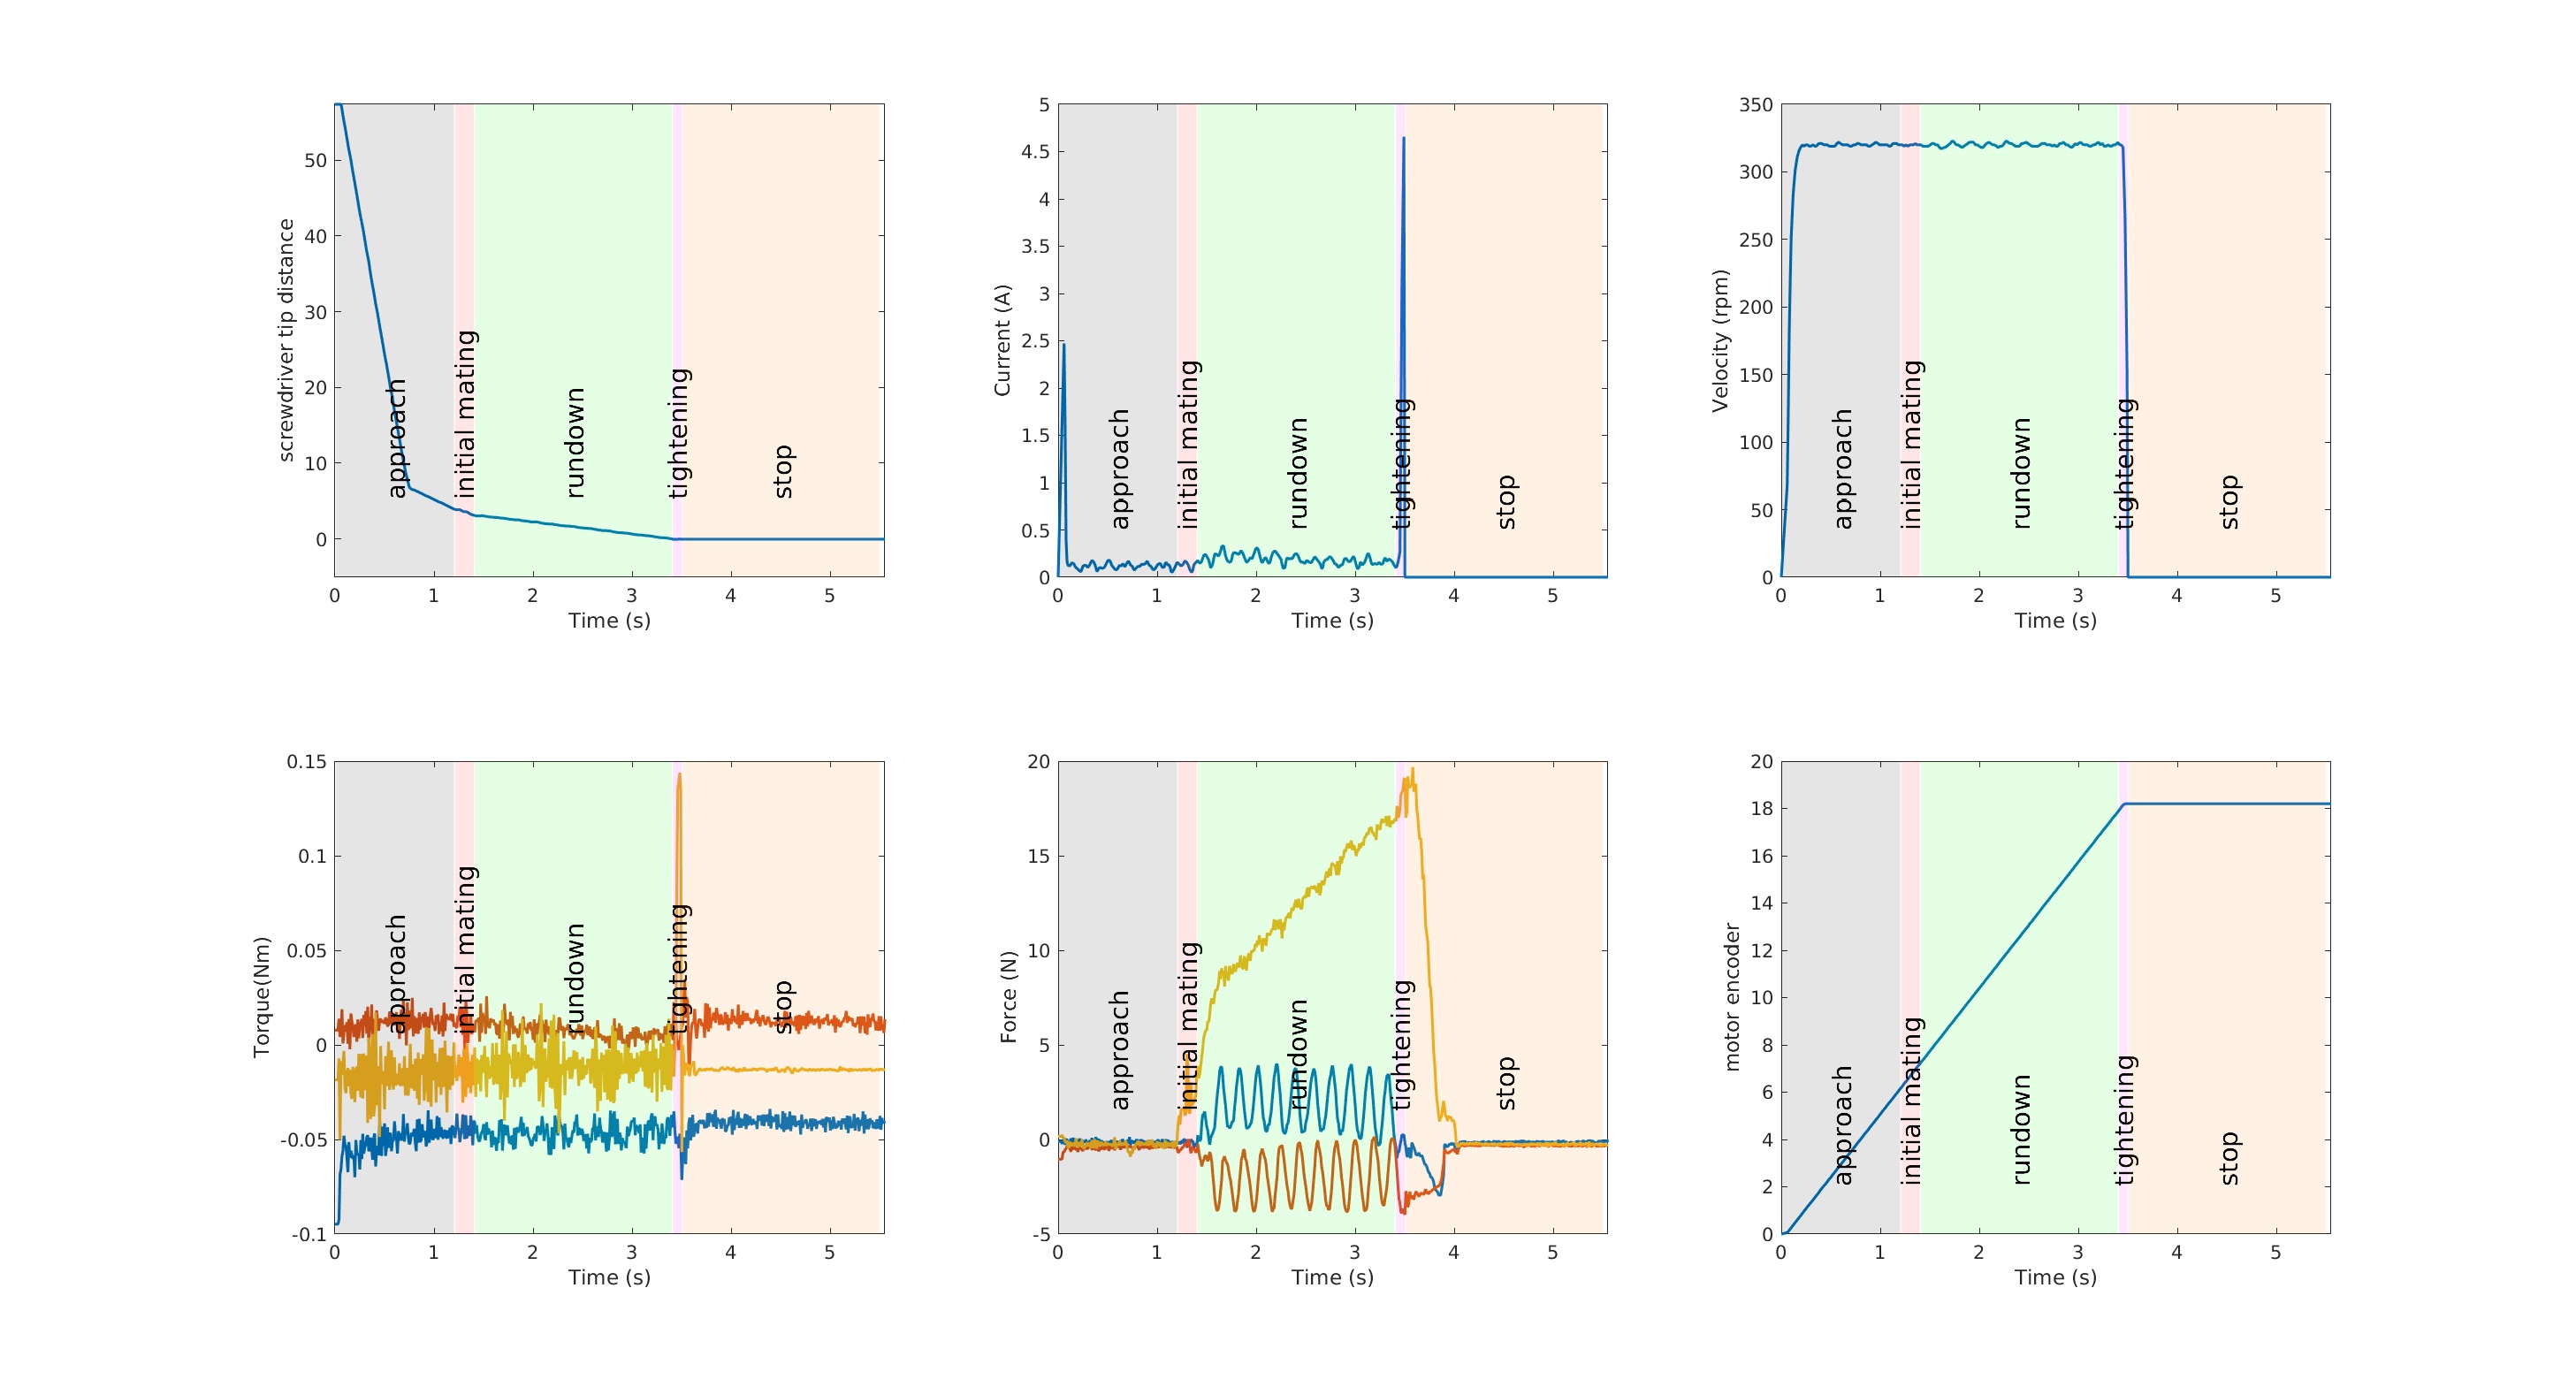 screwdriver tip distance
50
40
30
20
10
0
approach
initial mating
rundown
tightening
stop
0 1 2 3 4 5
Time (s)
Current (A)
5
4.5
4
3.5
3
2.5
2
1.5
1
0.5
0
approach
initial mating
rundown
tightening
stop
0 1 2 3 4 5
Time (s)
Velocity (rpm)
350
300
250
200
150
100
50
0
approach
initial mating
rundown
tightening
stop
0 1 2 3 4 5
Time (s)
Torque(Nm)
0.15
0.1
0.05
0
-0.05
-0.1
approach
initial mating
rundown
tightening
stop
0 1 2 3 4 5
Time (s)
Force (N)
20
15
10
5
0
-5
approach
initial mating
rundown
tightening
stop
0 1 2 3 4 5
Time (s)
motor encoder
20
18
16
14
12
10
8
6
4
2
0
approach
initial mating
rundown
tightening
stop
0 1 2 3 4 5
Time (s)